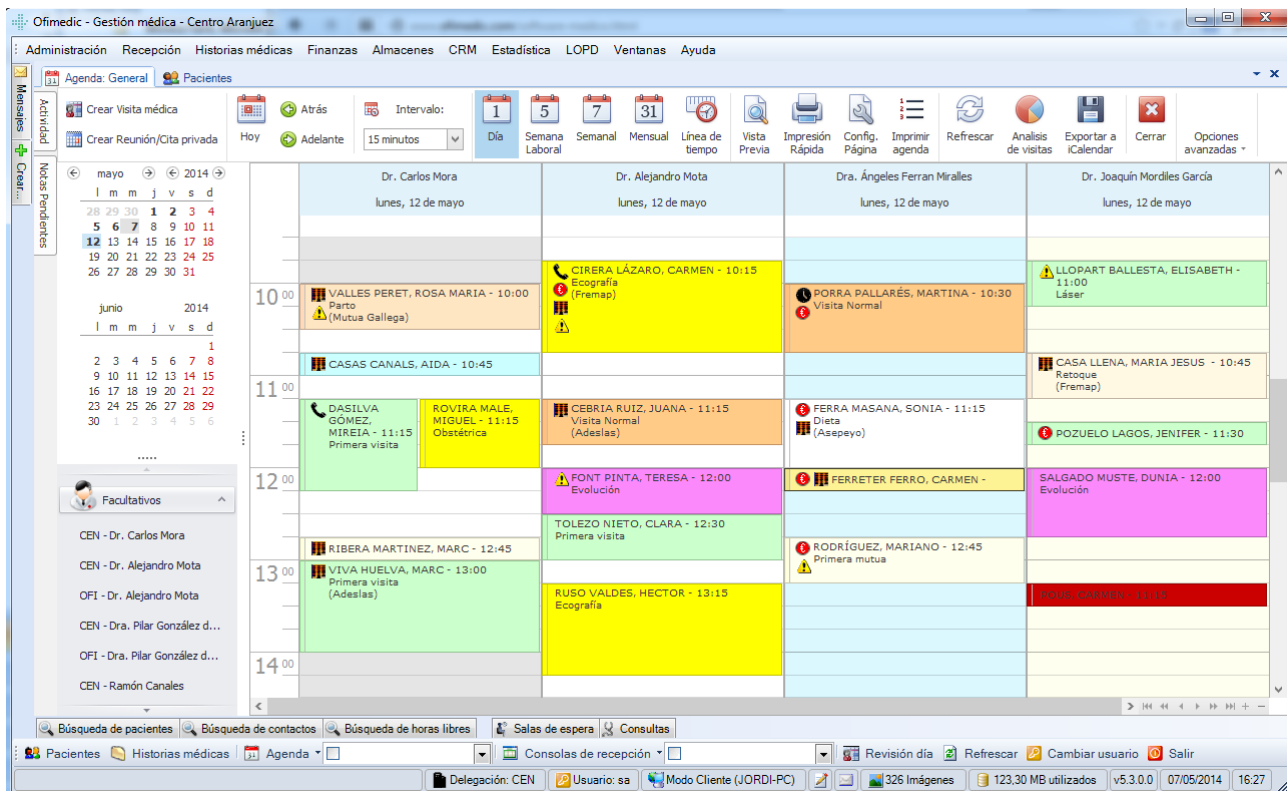 Ofimedic - Gestión médica - Centro Aranjuez
Administración Recepción Historias médicas Finanzas Almacenes CRM Estadística LOPD Ventanas Ayuda
Mensajes
Crear...
Agenda: General Pacientes
Actividad
Notas Pendientes
Crear Visita médica
Crear Reunión/Cita privada
Hoy
Atrás
Adelante
Intervalo:
15 minutos
1
Día
5
Semana Laboral
7
Semanal
31
Mensual
Línea de tiempo
Vista Previa
Impresión Rápida
Config. Página
Imprimir agenda
Refrescar
Analisis de visitas
Exportar a iCalendar
Cerrar
Opciones avanzadas
mayo 2014
l m m j v s d
28 29 30 1 2 3 4
5 6 7 8 9 10 11
12 13 14 15 16 17 18
19 20 21 22 23 24 25
26 27 28 29 30 31
junio 2014
l m m j v s d
1
2 3 4 5 6 7 8
9 10 11 12 13 14 15
16 17 18 19 20 21 22
23 24 25 26 27 28 29
30 1 2 3 4 5 6
Facultativos
CEN - Dr. Carlos Mora
CEN - Dr. Alejandro Mota
OFI - Dr. Alejandro Mota
CEN - Dra. Pilar González d...
OFI - Dra. Pilar González d...
CEN - Ramón Canales
10 00
11 00
12 00
13 00
14 00
Dr. Carlos Mora
lunes, 12 de mayo
VALLES PERET, ROSA MARIA - 10:00
Parto
(Mutua Gallega)
CASAS CANALS, AIDA - 10:45
DASILVA
GÓMEZ,
MIREIA - 11:15
Primera visita
ROVIRA MALE,
MIGUEL - 11:15
Obstétrica
RIBERA MARTINEZ, MARC - 12:45
VIVA HUELVA, MARC - 13:00
Primera visita
(Adeslas)
Dr. Alejandro Mota
lunes, 12 de mayo
CIRERA LÁZARO, CARMEN - 10:15
Ecografía
(Fremap)
CEBRIA RUIZ, JUANA - 11:15
Visita Normal
(Adeslas)
FONT PINTA, TERESA - 12:00
Evolución
TOLEZO NIETO, CLARA - 12:30
Primera visita
RUSO VALDES, HECTOR - 13:15
Ecografía
Dra. Ángeles Ferran Miralles
lunes, 12 de mayo
PORRA PALLARÉS, MARTINA - 10:30
Visita Normal
FERRA MASANA, SONIA - 11:15
Dieta
(Asepeyo)
FERRETER FERRO, CARMEN -
RODRÍGUEZ, MARIANO - 12:45
Primera mutua
Dr. Joaquín Mordiles García
lunes, 12 de mayo
LLOPART BALLESTA, ELISABETH -
11:00
Láser
CASA LLENA, MARIA JESUS - 10:45
Retoque
(Fremap)
POZUELO LAGOS, JENIFER - 11:30
SALGADO MUSTE, DUNIA - 12:00
Evolución
CARMEN - 11:15
Búsqueda de pacientes Búsqueda de contactos Búsqueda de horas libres Salas de espera Consultas
Pacientes Historias médicas Agenda Consolas de recepción Revisión día Refrescar Cambiar usuario Salir
Delegación: CEN Usuario: sa Modo Cliente (JORDI-PC) 326 Imágenes 123,30 MB utilizados v5.3.0.0 07/05/2014 16:27